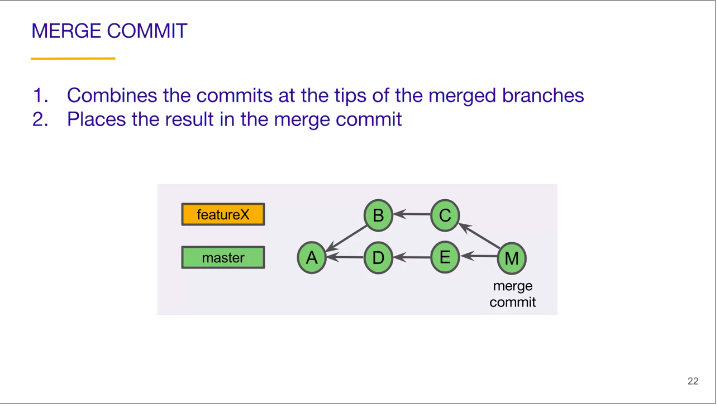 MERGE COMMIT
1. Combines the commits at the tips of the merged branches
2. Places the result in the merge commit
featureX
B C
master
A D E M
merge
commit
22